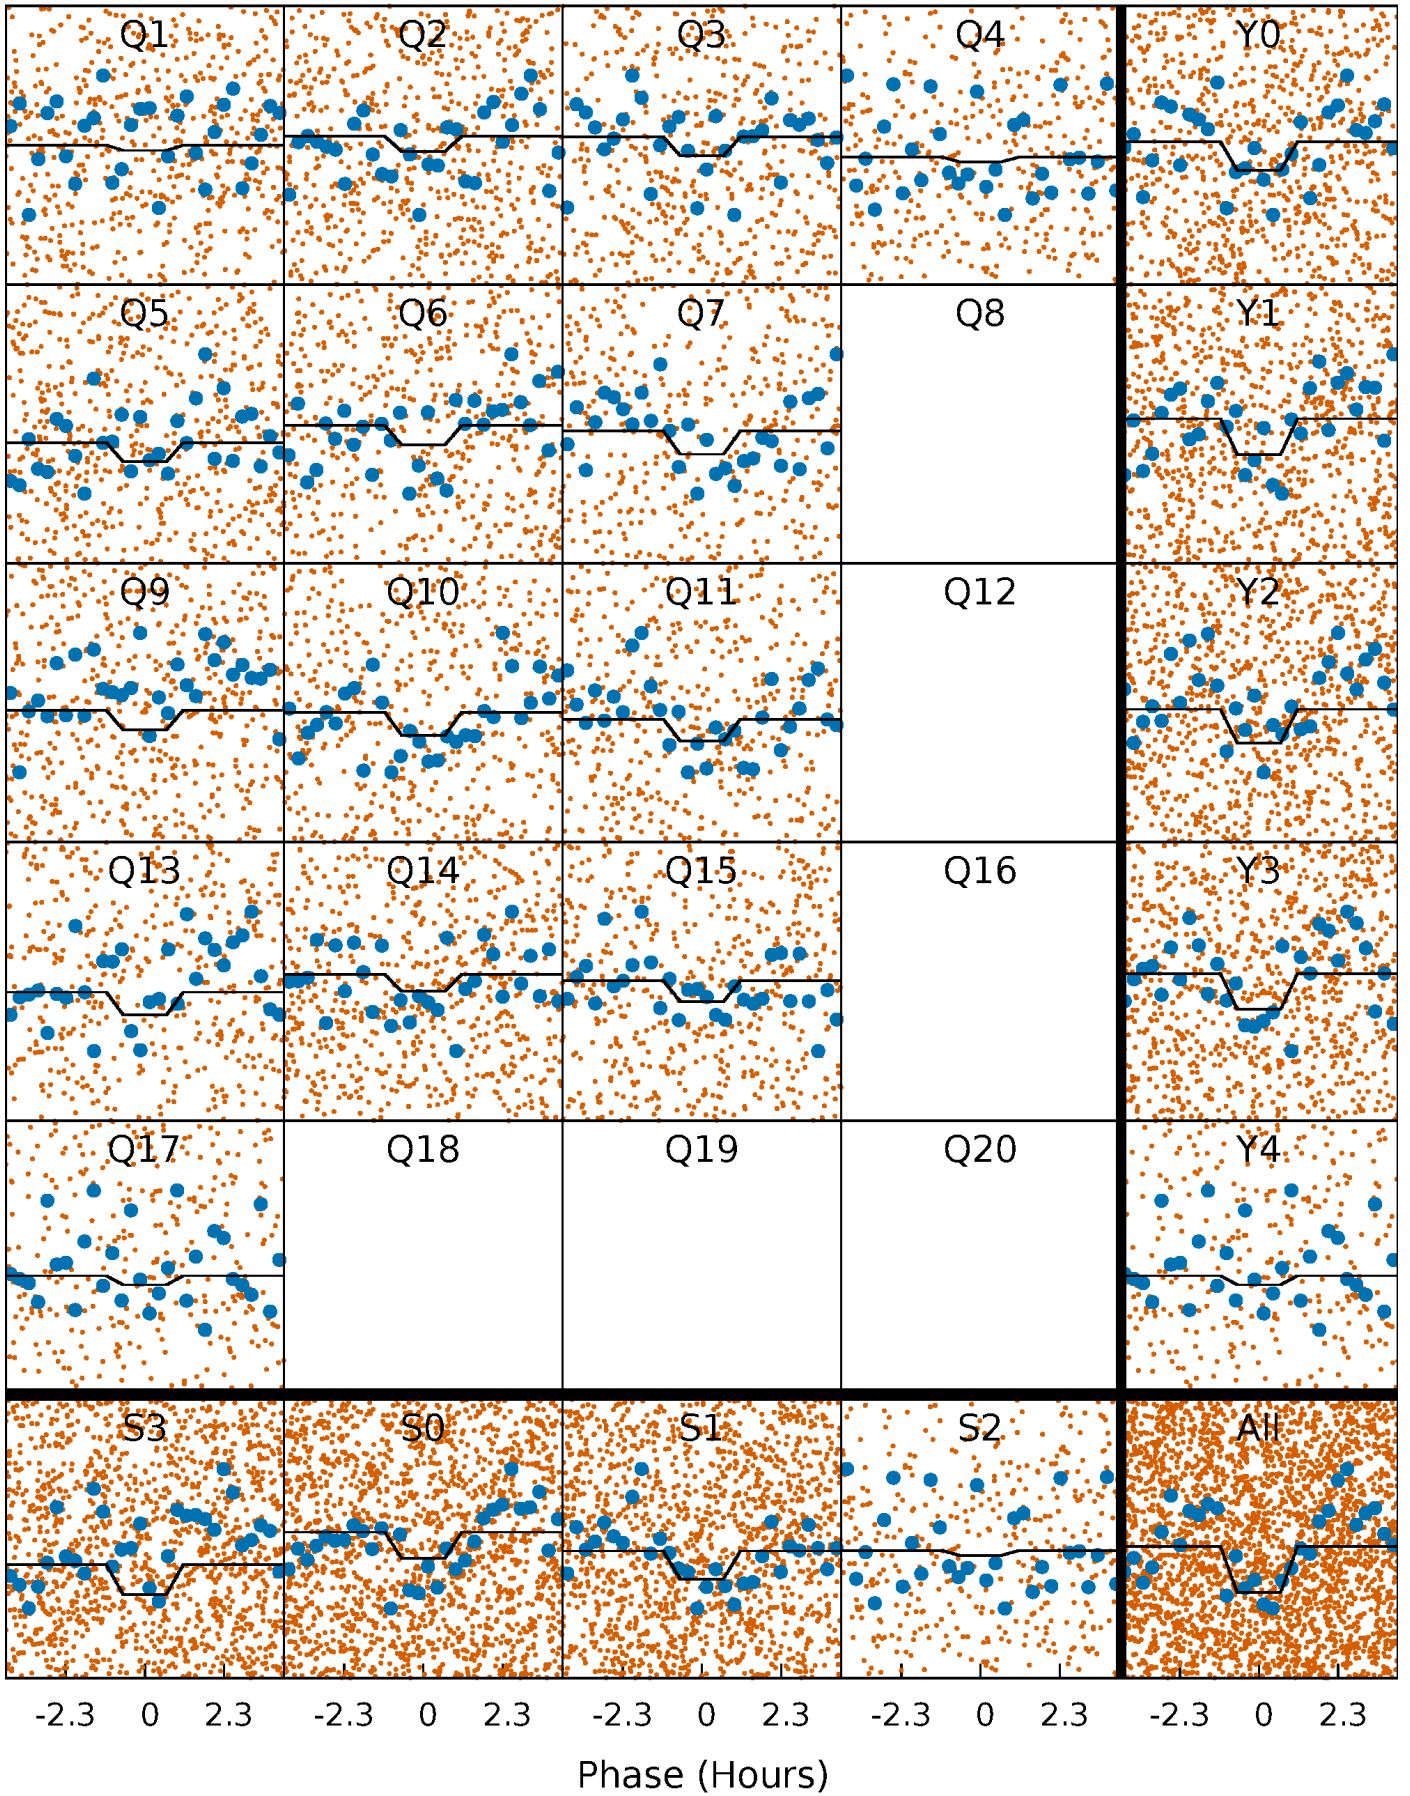 Q1 Q2 Q3 Q4 Y0
Q5 Q6 Q7 Q8 Y1
Q9 Q10 Q11 Q12 Y2
Q13 Q14 Q15 Q16 Y3
Q17 Q18 Q19 Q20 Y4
S3 S0 S1 S2 All
-2.3 0 2.3 -2.3 0 2.3 -2.3 0 2.3 -2.3 0 2.3 -2.3 0 2.3
Phase (Hours)